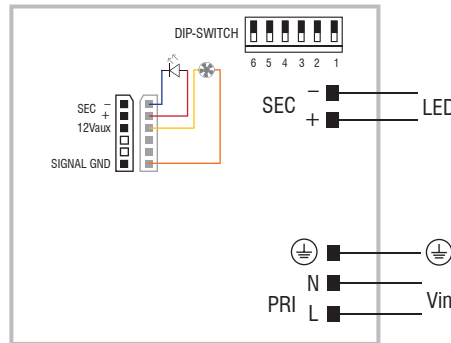 DIP-SWITCH
6 5 4 3 2 1
SEC − +
12Vaux
SIGNAL GND
SEC − +
LED
PRI N L
Vin